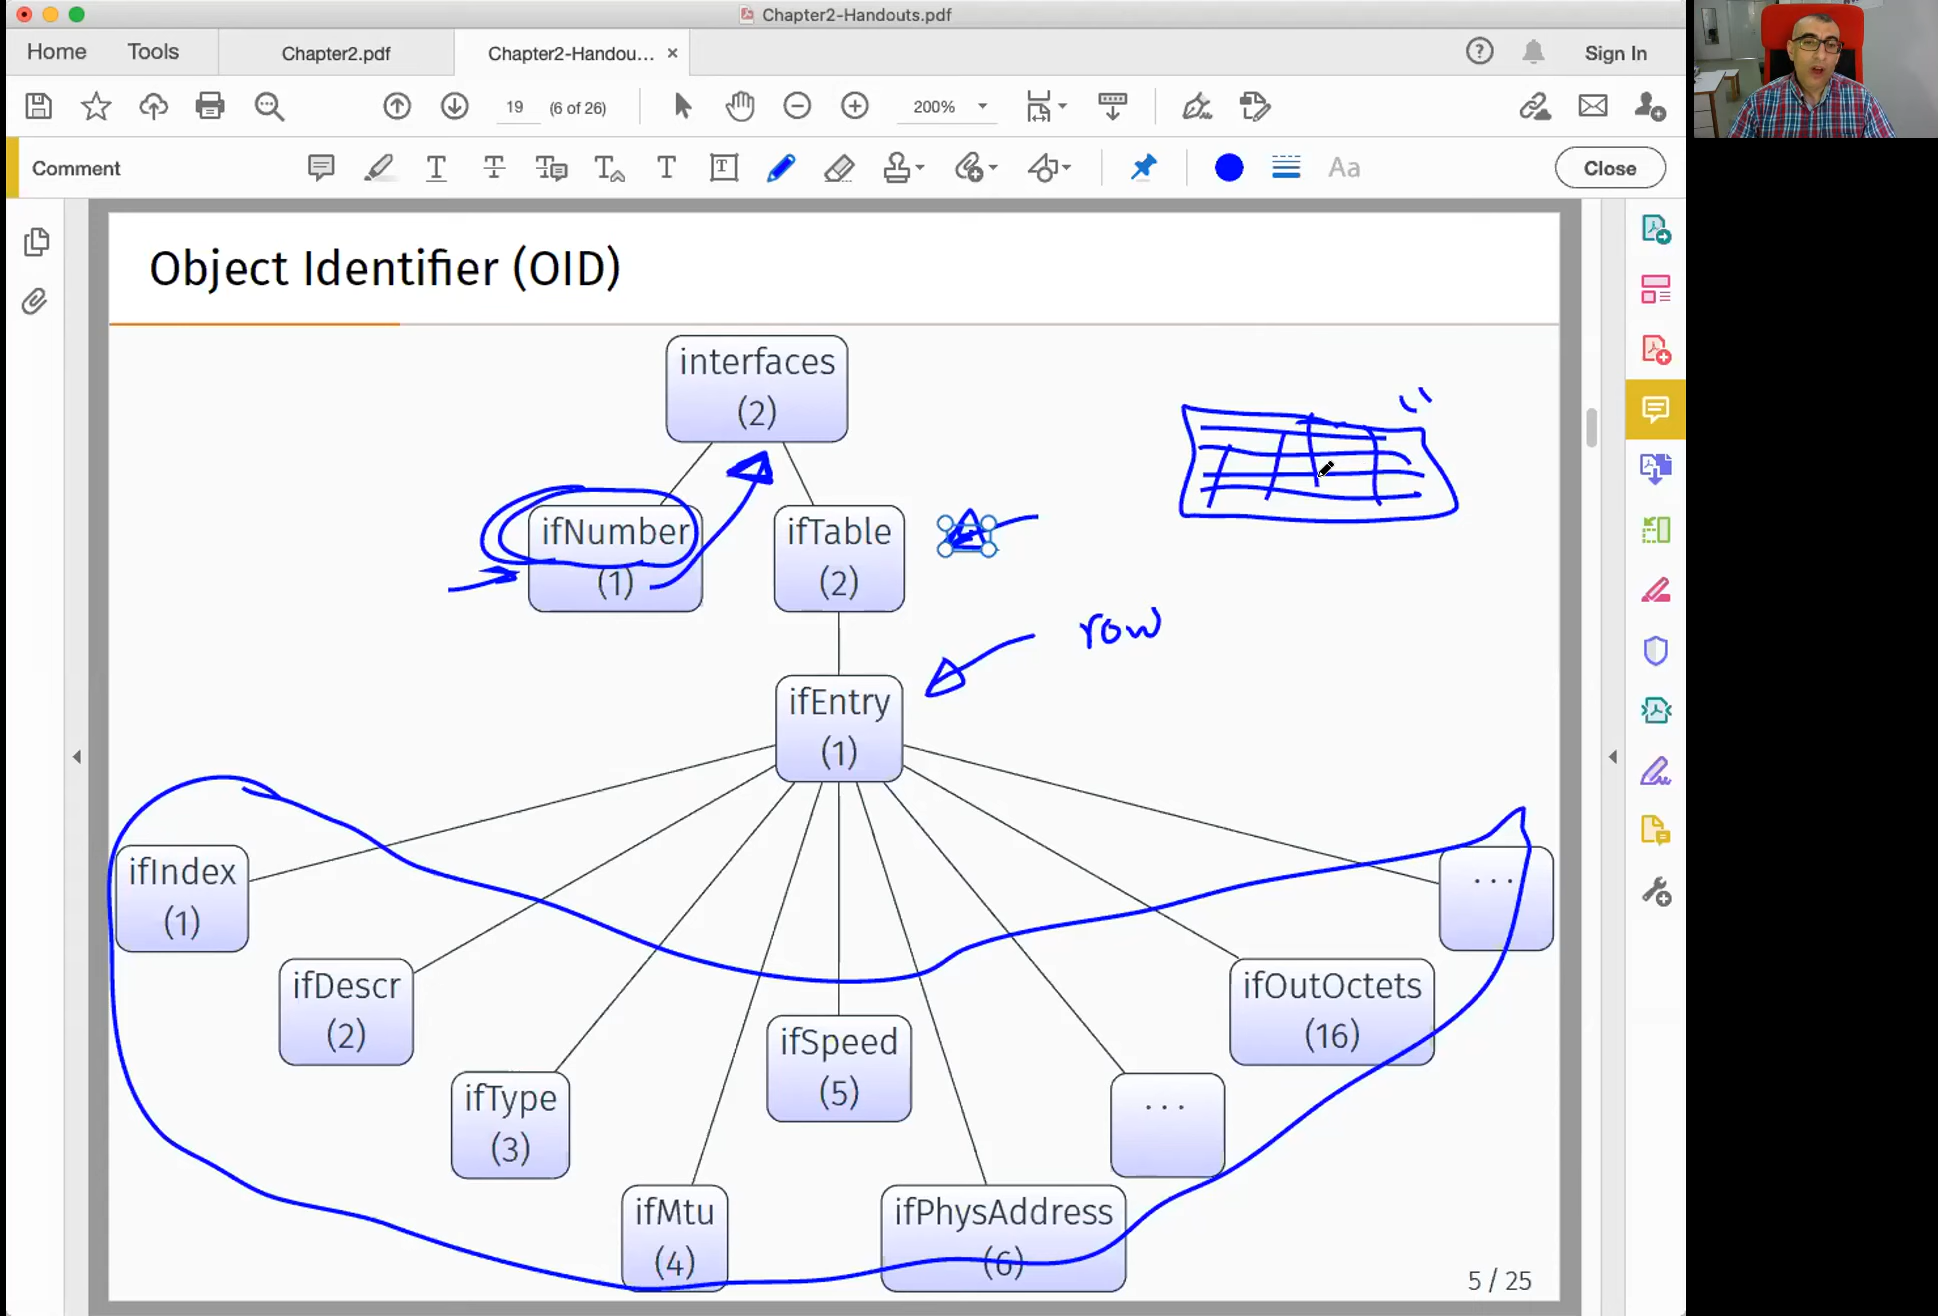 Chapter2-Handouts.pdf
Home Tools Chapter2.pdf Chapter2-Handou... × Sign In
19 (6 of 26) 200%
Comment Aa Close
Object Identifier (OID)
interfaces
(2)
ifNumber
(1)
ifTable
(2)
row
ifEntry
(1)
ifIndex
(1)
...
ifDescr
(2)
ifOutOctets
(16)
ifSpeed
(5)
ifType
(3)
...
ifMtu
(4)
ifPhysAddress
(6)
5 / 25